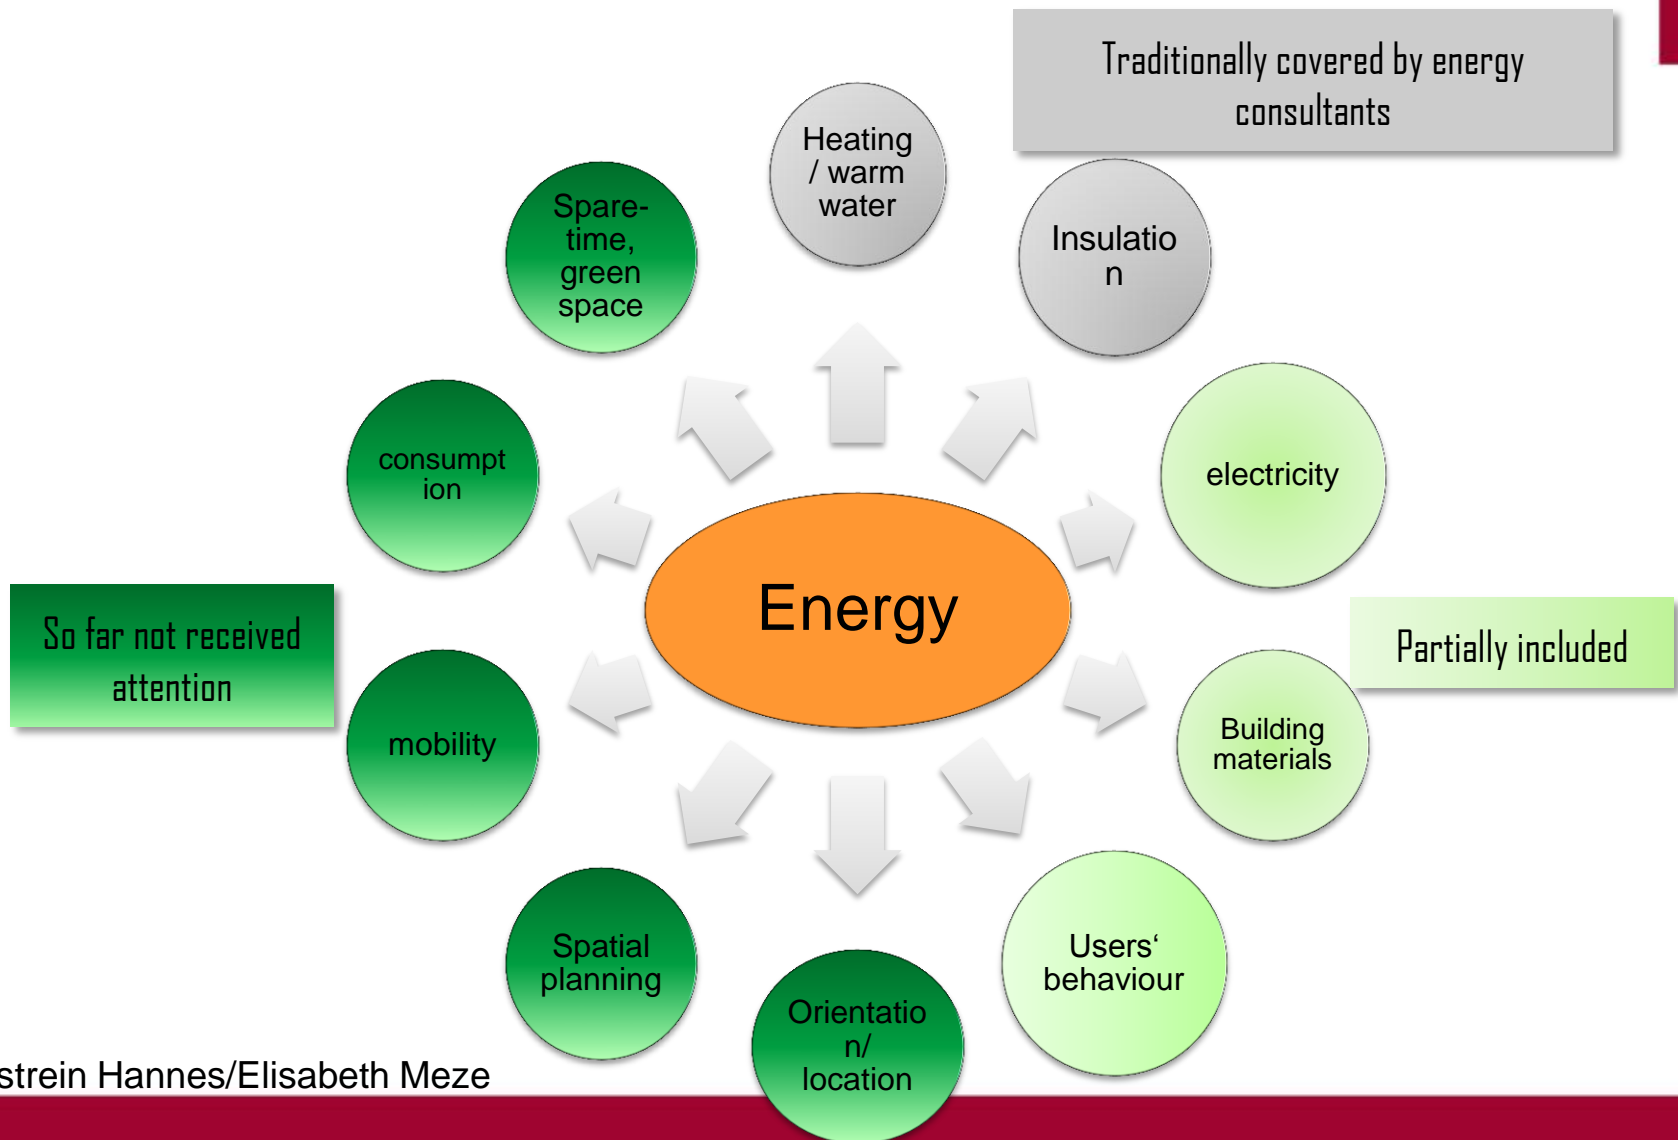 Traditionally covered by energy
consultants
Heating
/ warm
water
Insulatio
n
electricity
Partially included
Building
materials
Users‘
behaviour
Orientatio
n/
location
Spatial
planning
mobility
So far not received
attention
consumpt
ion
Spare-
time,
green
space
Energy
strein Hannes/Elisabeth Meze